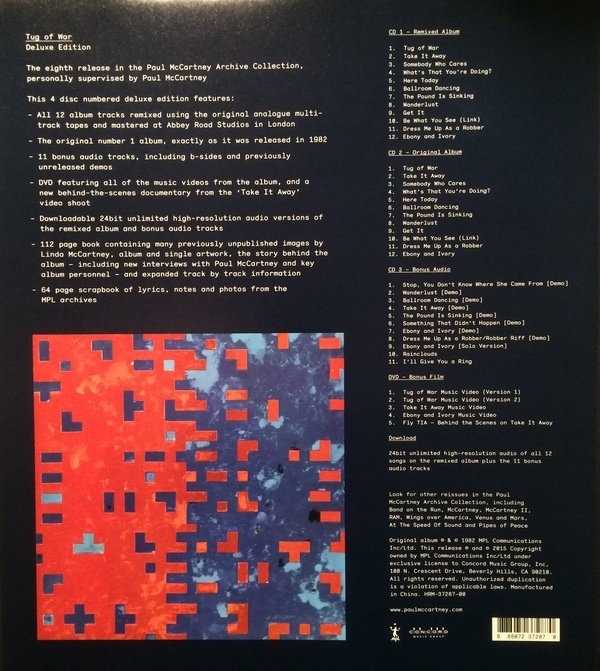 Tug of War
Deluxe Edition
The eighth release in the Paul McCartney Archive Collection,
personally supervised by Paul McCartney
This 4 disc numbered deluxe edition features:
- All 12 album tracks remixed using the original analogue multi-
track tapes and mastered at Abbey Road Studios in London
- The original number 1 album, exactly as it was released in 1982
- 11 bonus audio tracks, including b-sides and previously
unreleased demos
- DVD featuring all of the music videos from the album, and a
new behind-the-scenes documentary from the 'Take It Away'
video shoot
- Downloadable 24bit unlimited high-resolution audio versions of
the remixed album and bonus audio tracks
- 112 page book containing many previously unpublished images by
Linda McCartney, album and single artwork, the story behind the
album - including new interviews with Paul McCartney and key
album personnel - and expanded track by track information
- 64 page scrapbook of lyrics, notes and photos from the
MPL archives
CD 1 - Remixed Album
1. Tug of War
2. Take It Away
3. Somebody Who Cares
4. What's That You're Doing?
5. Here Today
6. Ballroom Dancing
7. The Pound Is Sinking
8. Wanderlust
9. Get It
10. Be What You See (Link)
11. Dress Me Up As a Robber
12. Ebony and Ivory
CD 2 - Original Album
1. Tug of War
2. Take It Away
3. Somebody Who Cares
4. What's That You're Doing?
5. Here Today
6. Ballroom Dancing
7. The Pound Is Sinking
8. Wanderlust
9. Get It
10. Be What You See (Link)
11. Dress Me Up As a Robber
12. Ebony and Ivory
CD 3 - Bonus Audio
1. Stop, You Don't Know Where She Came From [Demo]
2. Wanderlust [Demo]
3. Ballroom Dancing [Demo]
4. Take It Away [Demo]
5. The Pound Is Sinking [Demo]
6. Something That Didn't Happen [Demo]
7. Ebony and Ivory [Demo]
8. Dress Me Up As a Robber/Robber Riff [Demo]
9. Ebony and Ivory [Solo Version]
10. Rainclouds
11. I'll Give You a Ring
DVD - Bonus Film
1. Tug of War Music Video (Version 1)
2. Tug of War Music Video (Version 2)
3. Take It Away Music Video
4. Ebony and Ivory Music Video
5. Fly TIA - Behind the Scenes on Take It Away
Download
24bit unlimited high-resolution audio of all 12
songs on the remixed album plus the 11 bonus
audio tracks
Look for other reissues in the Paul
McCartney Archive Collection, including
Band on the Run, McCartney, McCartney II,
RAM, Wings over America, Venus and Mars,
At The Speed Of Sound and Pipes of Peace
Original album ℗ & © 1982 MPL Communications
Inc/Ltd. This release ℗ and © 2015 Copyright
owned by MPL Communications Inc/Ltd under
exclusive license to Concord Music Group, Inc,
100 N. Crescent Drive, Beverly Hills, CA 90210.
All rights reserved. Unauthorized duplication
is a violation of applicable laws. Manufactured
in China. HRM-37287-00
www.paulmccartney.com
CONCORD
MUSIC GROUP
8 88072 37287 0